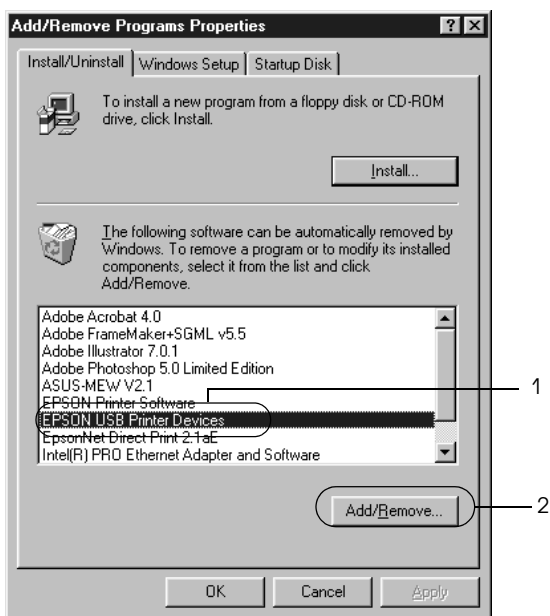 Add/Remove Programs Properties
? X
Install/Uninstall Windows Setup Startup Disk
To install a new program from a floppy disk or CD-ROM
drive, click Install.
Install...
The following software can be automatically removed by
Windows. To remove a program or to modify its installed
components, select it from the list and click
Add/Remove.
Adobe Acrobat 4.0
Adobe FrameMaker+SGML v5.5
Adobe Illustrator 7.0.1
Adobe Photoshop 5.0 Limited Edition
ASUS-MEW V2.1
EPSON Printer Software
1
EPSON USB Printer Devices
EpsonNet Direct Print 2.1aE
Intel(R) PRO Ethernet Adapter and Software
Add/Remove...
2
OK Cancel Apply